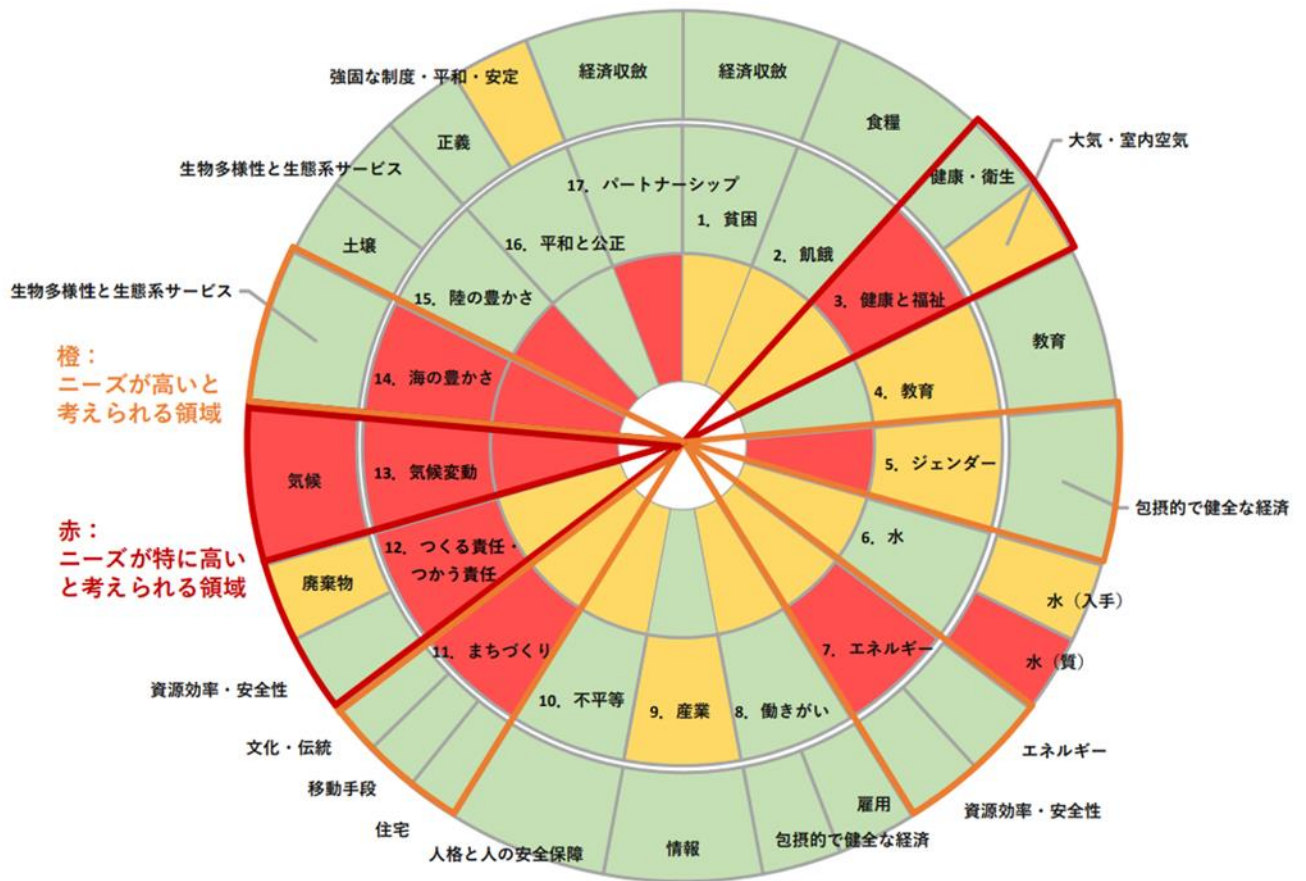 強固な制度・平和・安定
経済収斂
経済収斂
食糧
大気・室内空気
健康・衛生
正義
生物多様性と生態系サービス
土壌
生物多様性と生態系サービス
橙：
ニーズが高いと
考えられる領域
気候
赤：
ニーズが特に高い
と考えられる領域
廃棄物
資源効率・安全性
文化・伝統
移動手段
住宅
人格と人の安全保障
情報
包摂的で健全な経済
雇用
資源効率・安全性
エネルギー
水（質）
水（入手）
包摂的で健全な経済
教育
17．パートナーシップ
1．貧困
2．飢餓
3．健康と福祉
4．教育
5．ジェンダー
6．水
7．エネルギー
8．働きがい
9．産業
10．不平等
11．まちづくり
12．つくる責任・
つかう責任
13．気候変動
14．海の豊かさ
15．陸の豊かさ
16．平和と公正